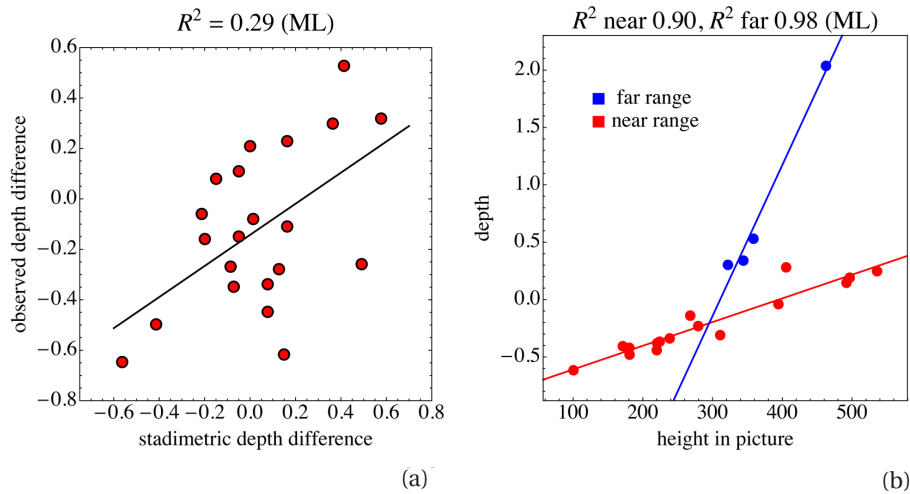 R² = 0.29 (ML)
0.6
0.4
0.2
0.0
−0.2
−0.4
−0.6
−0.8
observed depth difference
−0.6 −0.4 −0.2 0.0 0.2 0.4 0.6 0.8
stadimetric depth difference
(a)
R² near 0.90, R² far 0.98 (ML)
far range
near range
2.0
1.5
1.0
0.5
0.0
−0.5
depth
100 200 300 400 500
height in picture
(b)